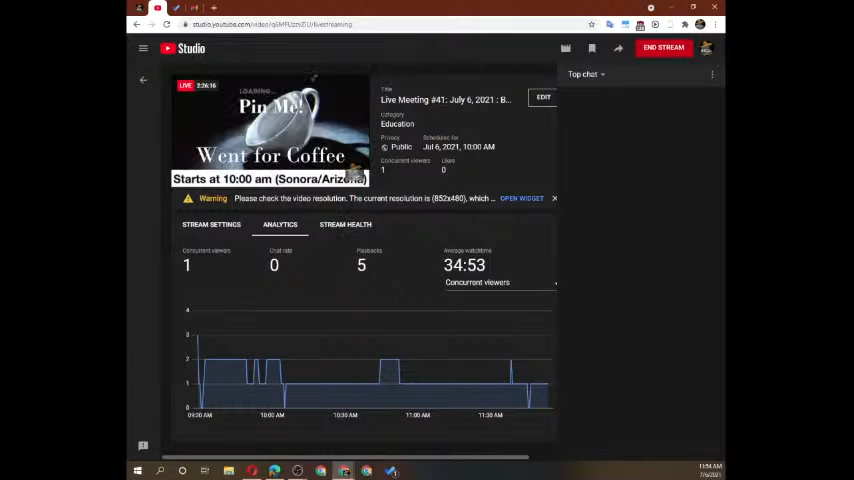 studio.youtube.com/video/q6MFUzzvZiU/livestreaming
Studio
END STREAM
Top chat
LIVE 2:26:16
LOADING...
Pin Me!
Went for Coffee
Starts at 10:00 am (Sonora/Arizona)
Title
Live Meeting #41: July 6, 2021 : B...
EDIT
Category
Education
Privacy
Public
Scheduled for
Jul 6, 2021, 10:00 AM
Concurrent viewers
1
Likes
0
Warning Please check the video resolution. The current resolution is (852x480), which ... OPEN WIDGET
STREAM SETTINGS ANALYTICS STREAM HEALTH
Concurrent viewers
1
Chat rate
0
Playbacks
5
Average watchtime
34:53
Concurrent viewers
4
3
2
1
0
09:30 AM 10:00 AM 10:30 AM 11:00 AM 11:30 AM
11:54 AM
7/6/2021